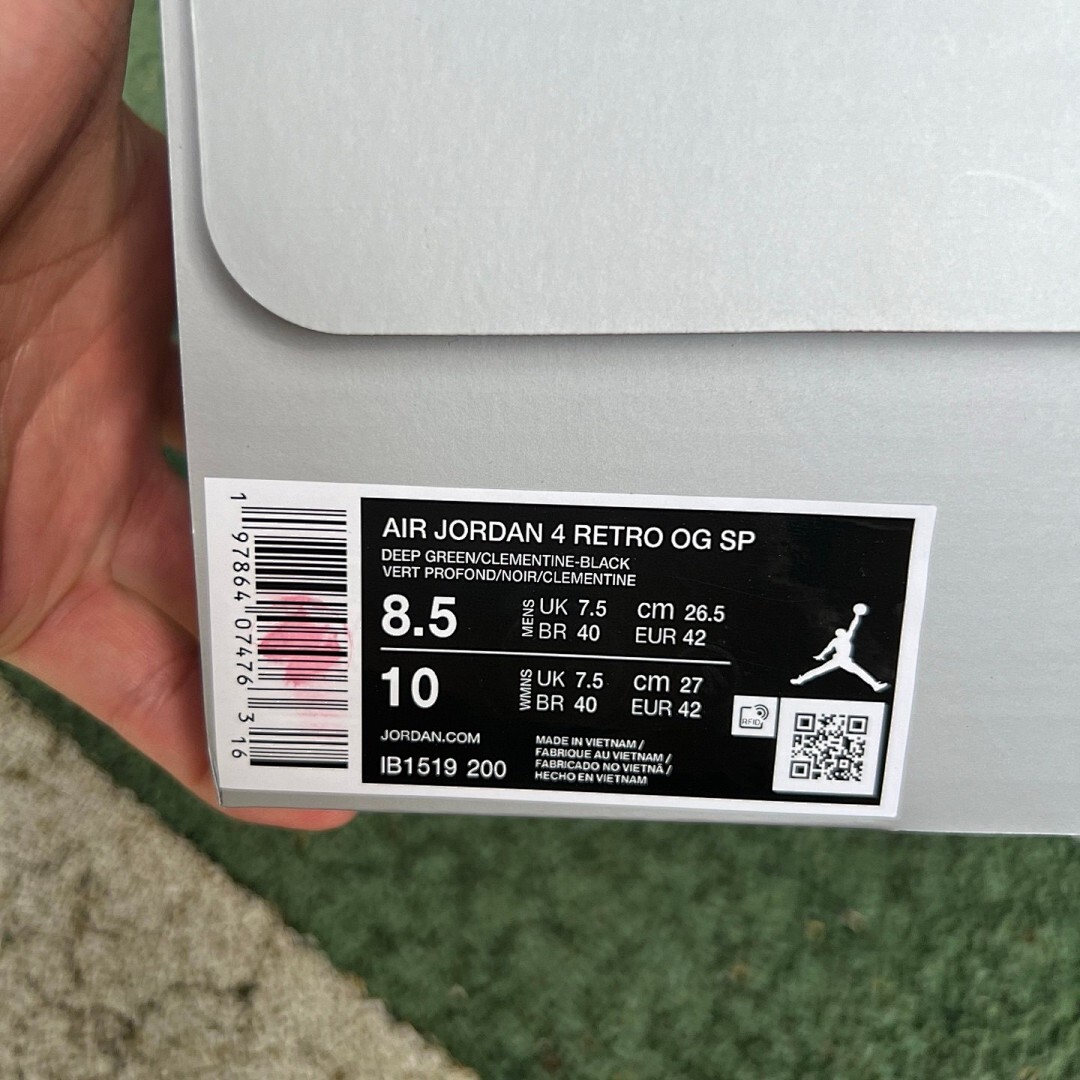 AIR JORDAN 4 RETRO OG SP
DEEP GREEN/CLEMENTINE-BLACK
VERT PROFOND/NOIR/CLEMENTINE
8.5
MENS
UK 7.5 cm 26.5
BR 40 EUR 42
10
WMNS
UK 7.5 cm 27
BR 40 EUR 42
JORDAN.COM
IB1519 200
MADE IN VIETNAM /
FABRIQUE AU VIETNAM /
FABRICADO NO VIETNÃ /
HECHO EN VIETNAM
RFID
1 97864 07476 3 16